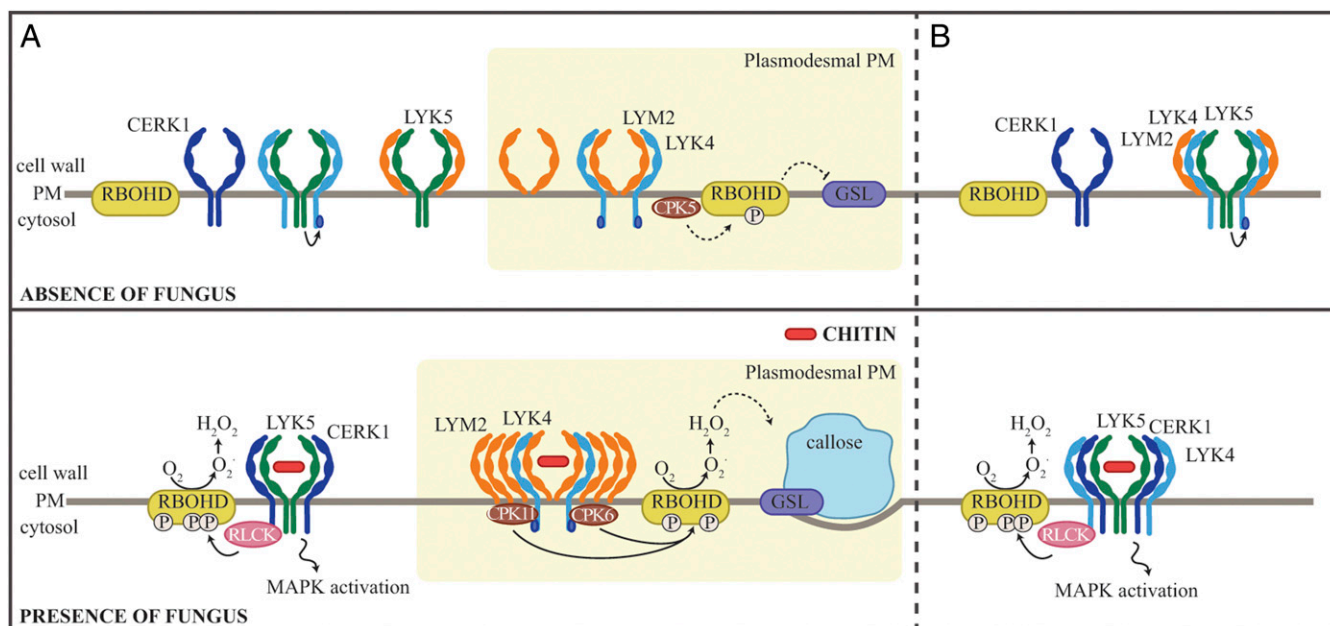 A
B
Plasmodesmal PM
CERK1
LYK5
LYM2
LYK4
CERK1
LYK4
LYK5
LYM2
cell wall
PM
cytosol
RBOHD
CPK5
RBOHD
P
GSL
RBOHD
ABSENCE OF FUNGUS
CHITIN
Plasmodesmal PM
H2O2
LYK5
CERK1
O2
O2.-
LYM2
LYK4
H2O2
O2
O2.-
callose
H2O2
LYK5
CERK1
LYK4
O2
O2.-
cell wall
PM
cytosol
RBOHD
P
P
P
RLCK
CPK11
CPK6
RBOHD
P
P
GSL
RBOHD
P
P
P
RLCK
MAPK activation
MAPK activation
PRESENCE OF FUNGUS